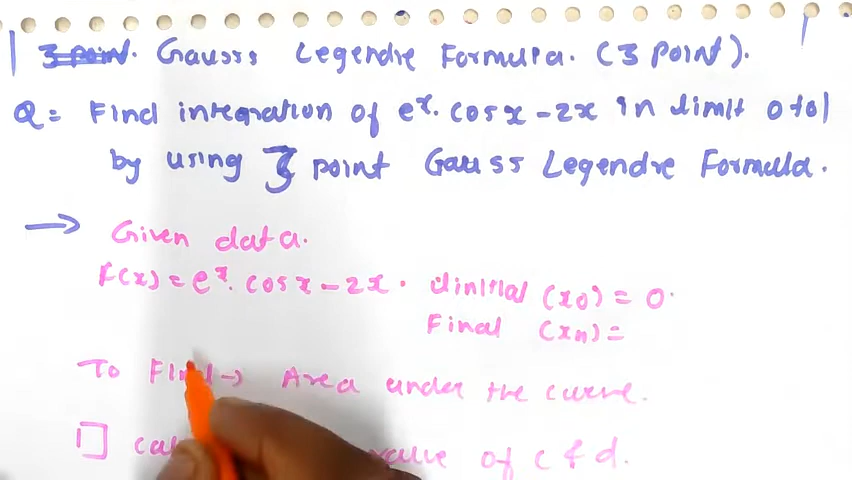 3 point. Gauss Legendre Formula. (3 point).
Q = Find integration of eˣ. cosx - 2x in limit 0 to 1
by using 3 point Gauss Legendre Formula.
→ Given data.
F(x) = eˣ. cosx - 2x. initial (x0) = 0.
Final (xn) =
To Find → Area under the curve.
value of c & d.